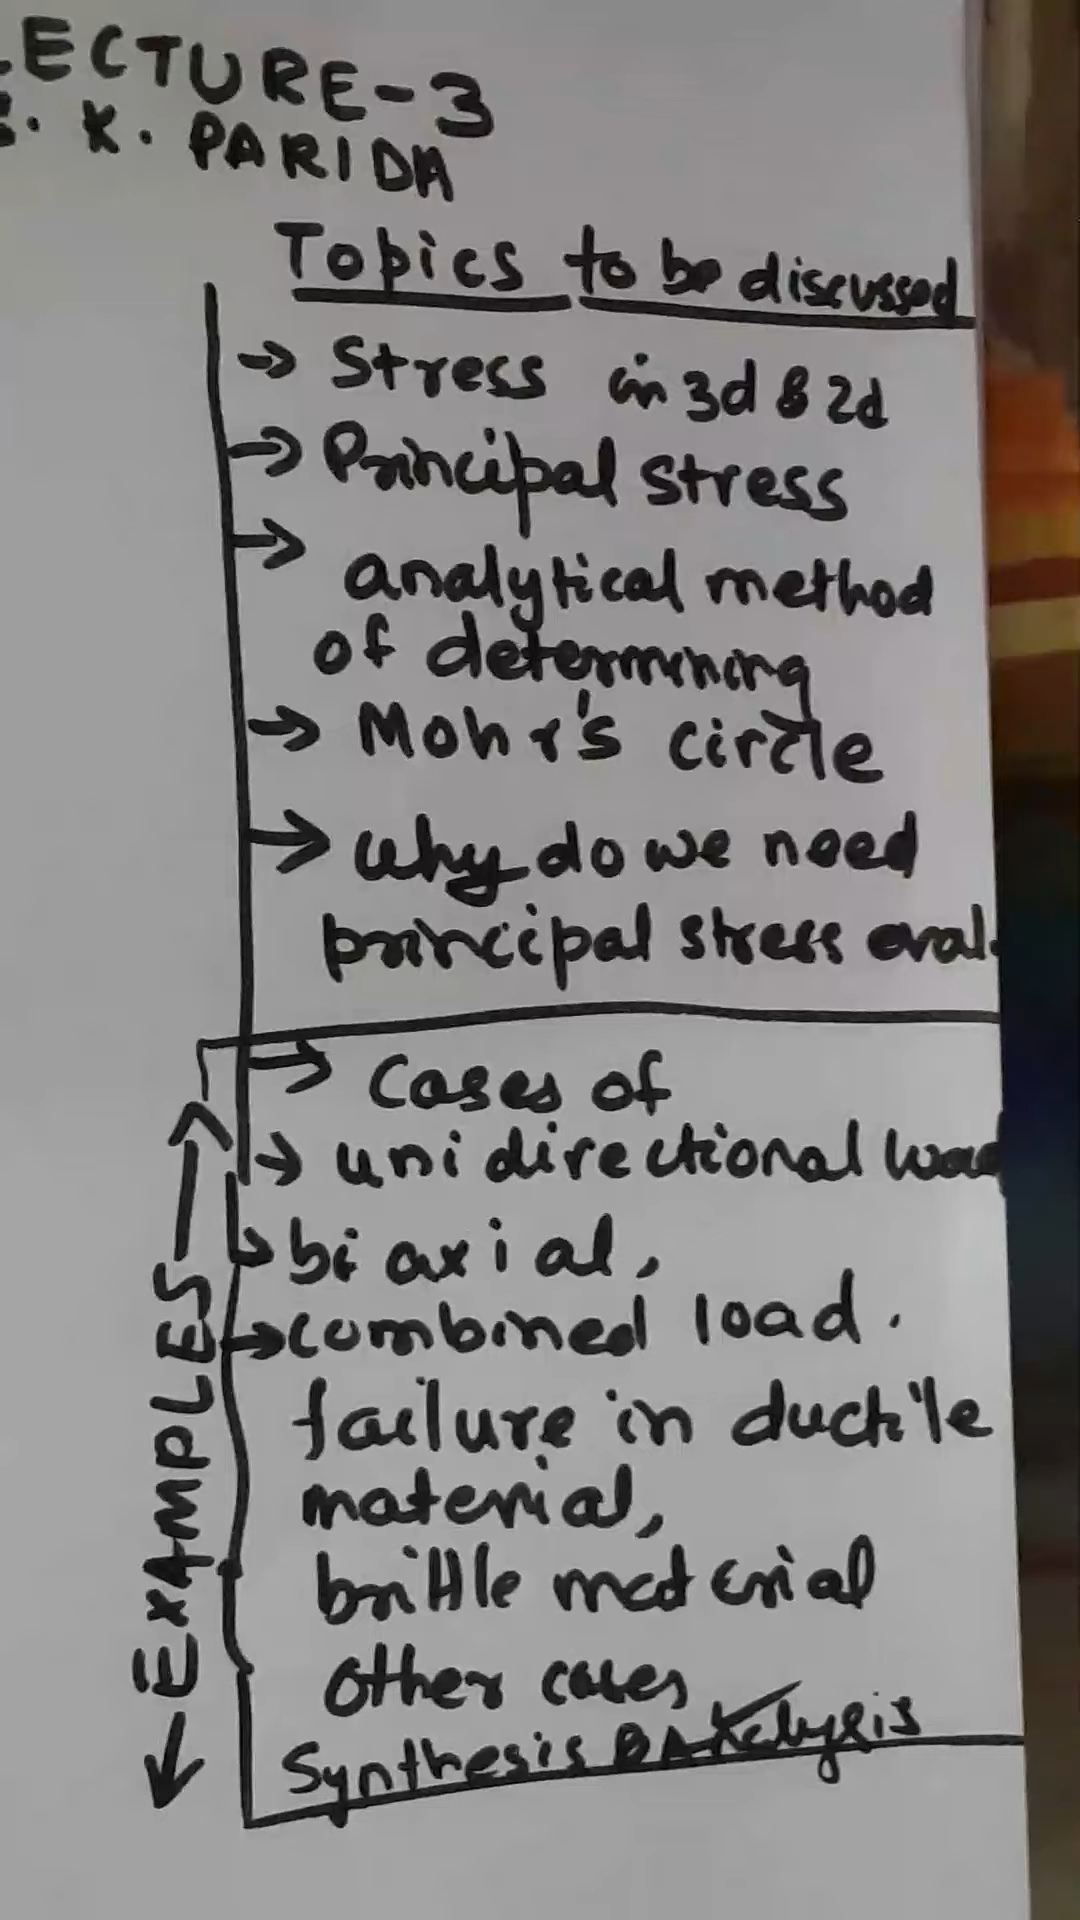 LECTURE-3
S. K. PARIDA
Topics to be discussed
→ Stress in 3d & 2d
→ Principal stress
→ analytical method
of determining
→ Mohr's circle
→ why do we need
principal stress eval.
→ Cases of
→ unidirectional
→ biaxial,
→ combined load.
failure in ductile
material,
brittle material
other cases
Synthesis & Analysis
← EXAMPLES →